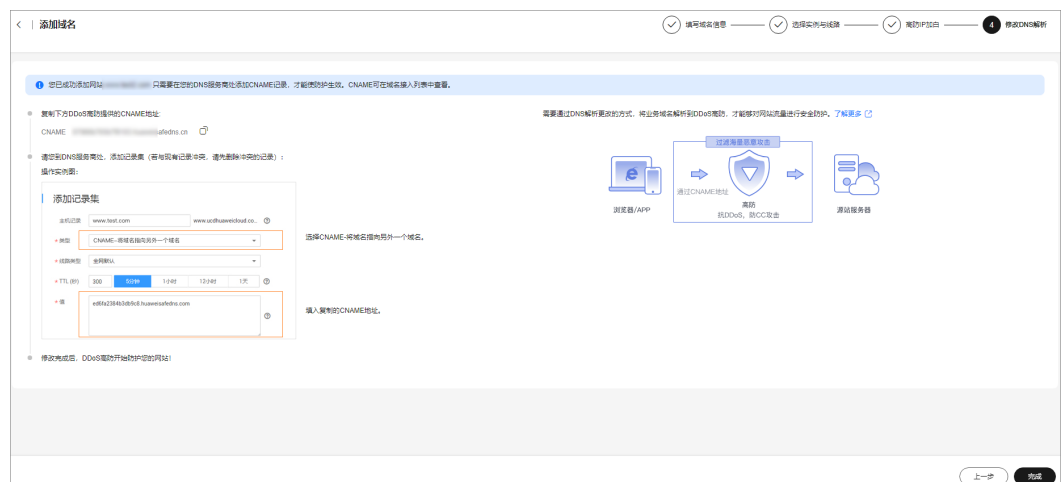 添加域名
填写域名信息
选择实例与线路
高防IP加白
4 修改DNS解析
您已成功添加网站 只需要在您的DNS服务商处添加CNAME记录，才能使防护生效。CNAME可在域名接入列表中查看。
复制下方DDoS高防提供的CNAME地址:
CNAME afedns.cn
请您到DNS服务商处，添加记录集（若与现有记录冲突，请先删除冲突的记录）:
操作实例图:
添加记录集
主机记录 www.test.com www.ucdhuaweicloud.co..
* 类型 CNAME-将域名指向另外一个域名
选择CNAME-将域名指向另外一个域名。
* 线路类型 全网默认
* TTL (秒) 300 5分钟 1小时 12小时 1天
* 值 ed6fa2384b3db9c8.huaweisafedns.com
填入复制的CNAME地址。
修改完成后，DDoS高防开始防护您的网站!
需要通过DNS解析更改的方式，将业务域名解析到DDoS高防，才能够对网站流量进行安全防护。了解更多
过滤海量恶意攻击
通过CNAME地址
浏览器/APP
高防
抗DDoS，防CC攻击
源站服务器
上一步
完成